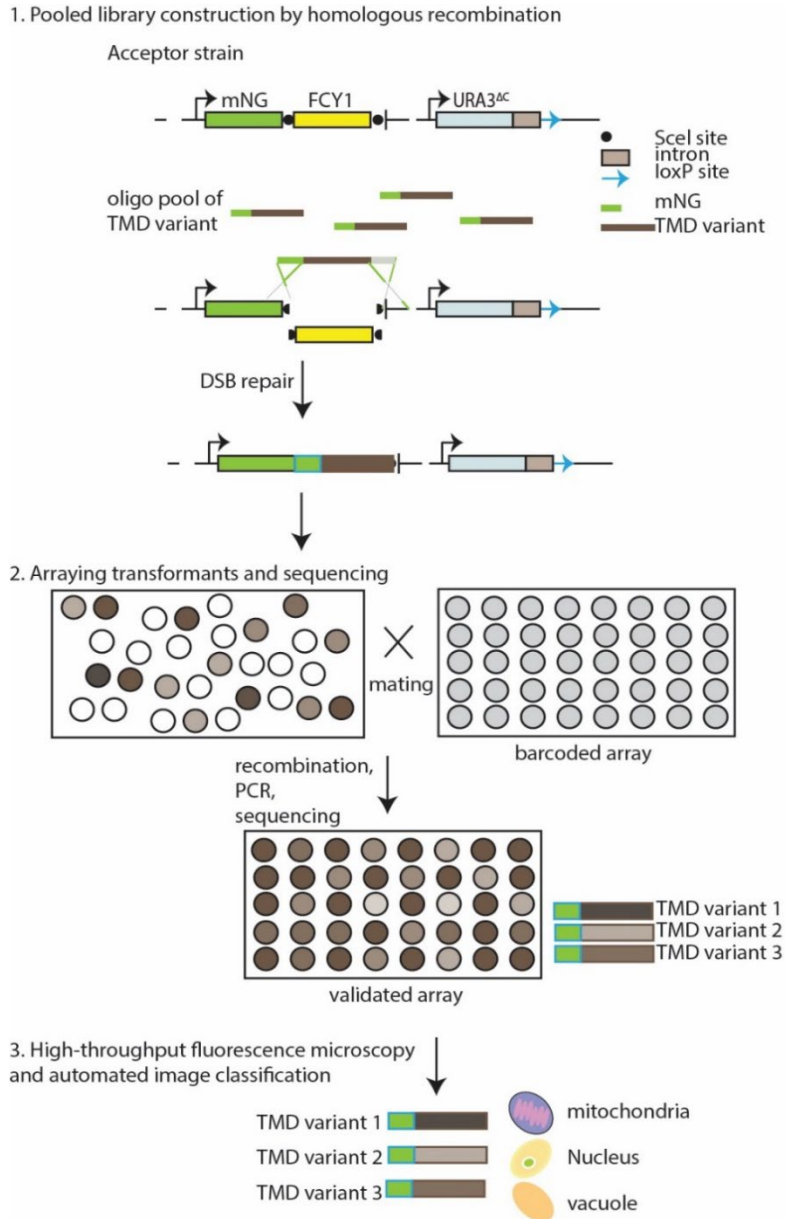 1. Pooled library construction by homologous recombination
Acceptor strain
mNG
FCY1
URA3ΔC
SceI site
intron
loxP site
oligo pool of
TMD variant
mNG
TMD variant
DSB repair
2. Arraying transformants and sequencing
mating
barcoded array
recombination,
PCR,
sequencing
TMD variant 1
TMD variant 2
TMD variant 3
validated array
3. High-throughput fluorescence microscopy
and automated image classification
TMD variant 1
TMD variant 2
TMD variant 3
mitochondria
Nucleus
vacuole